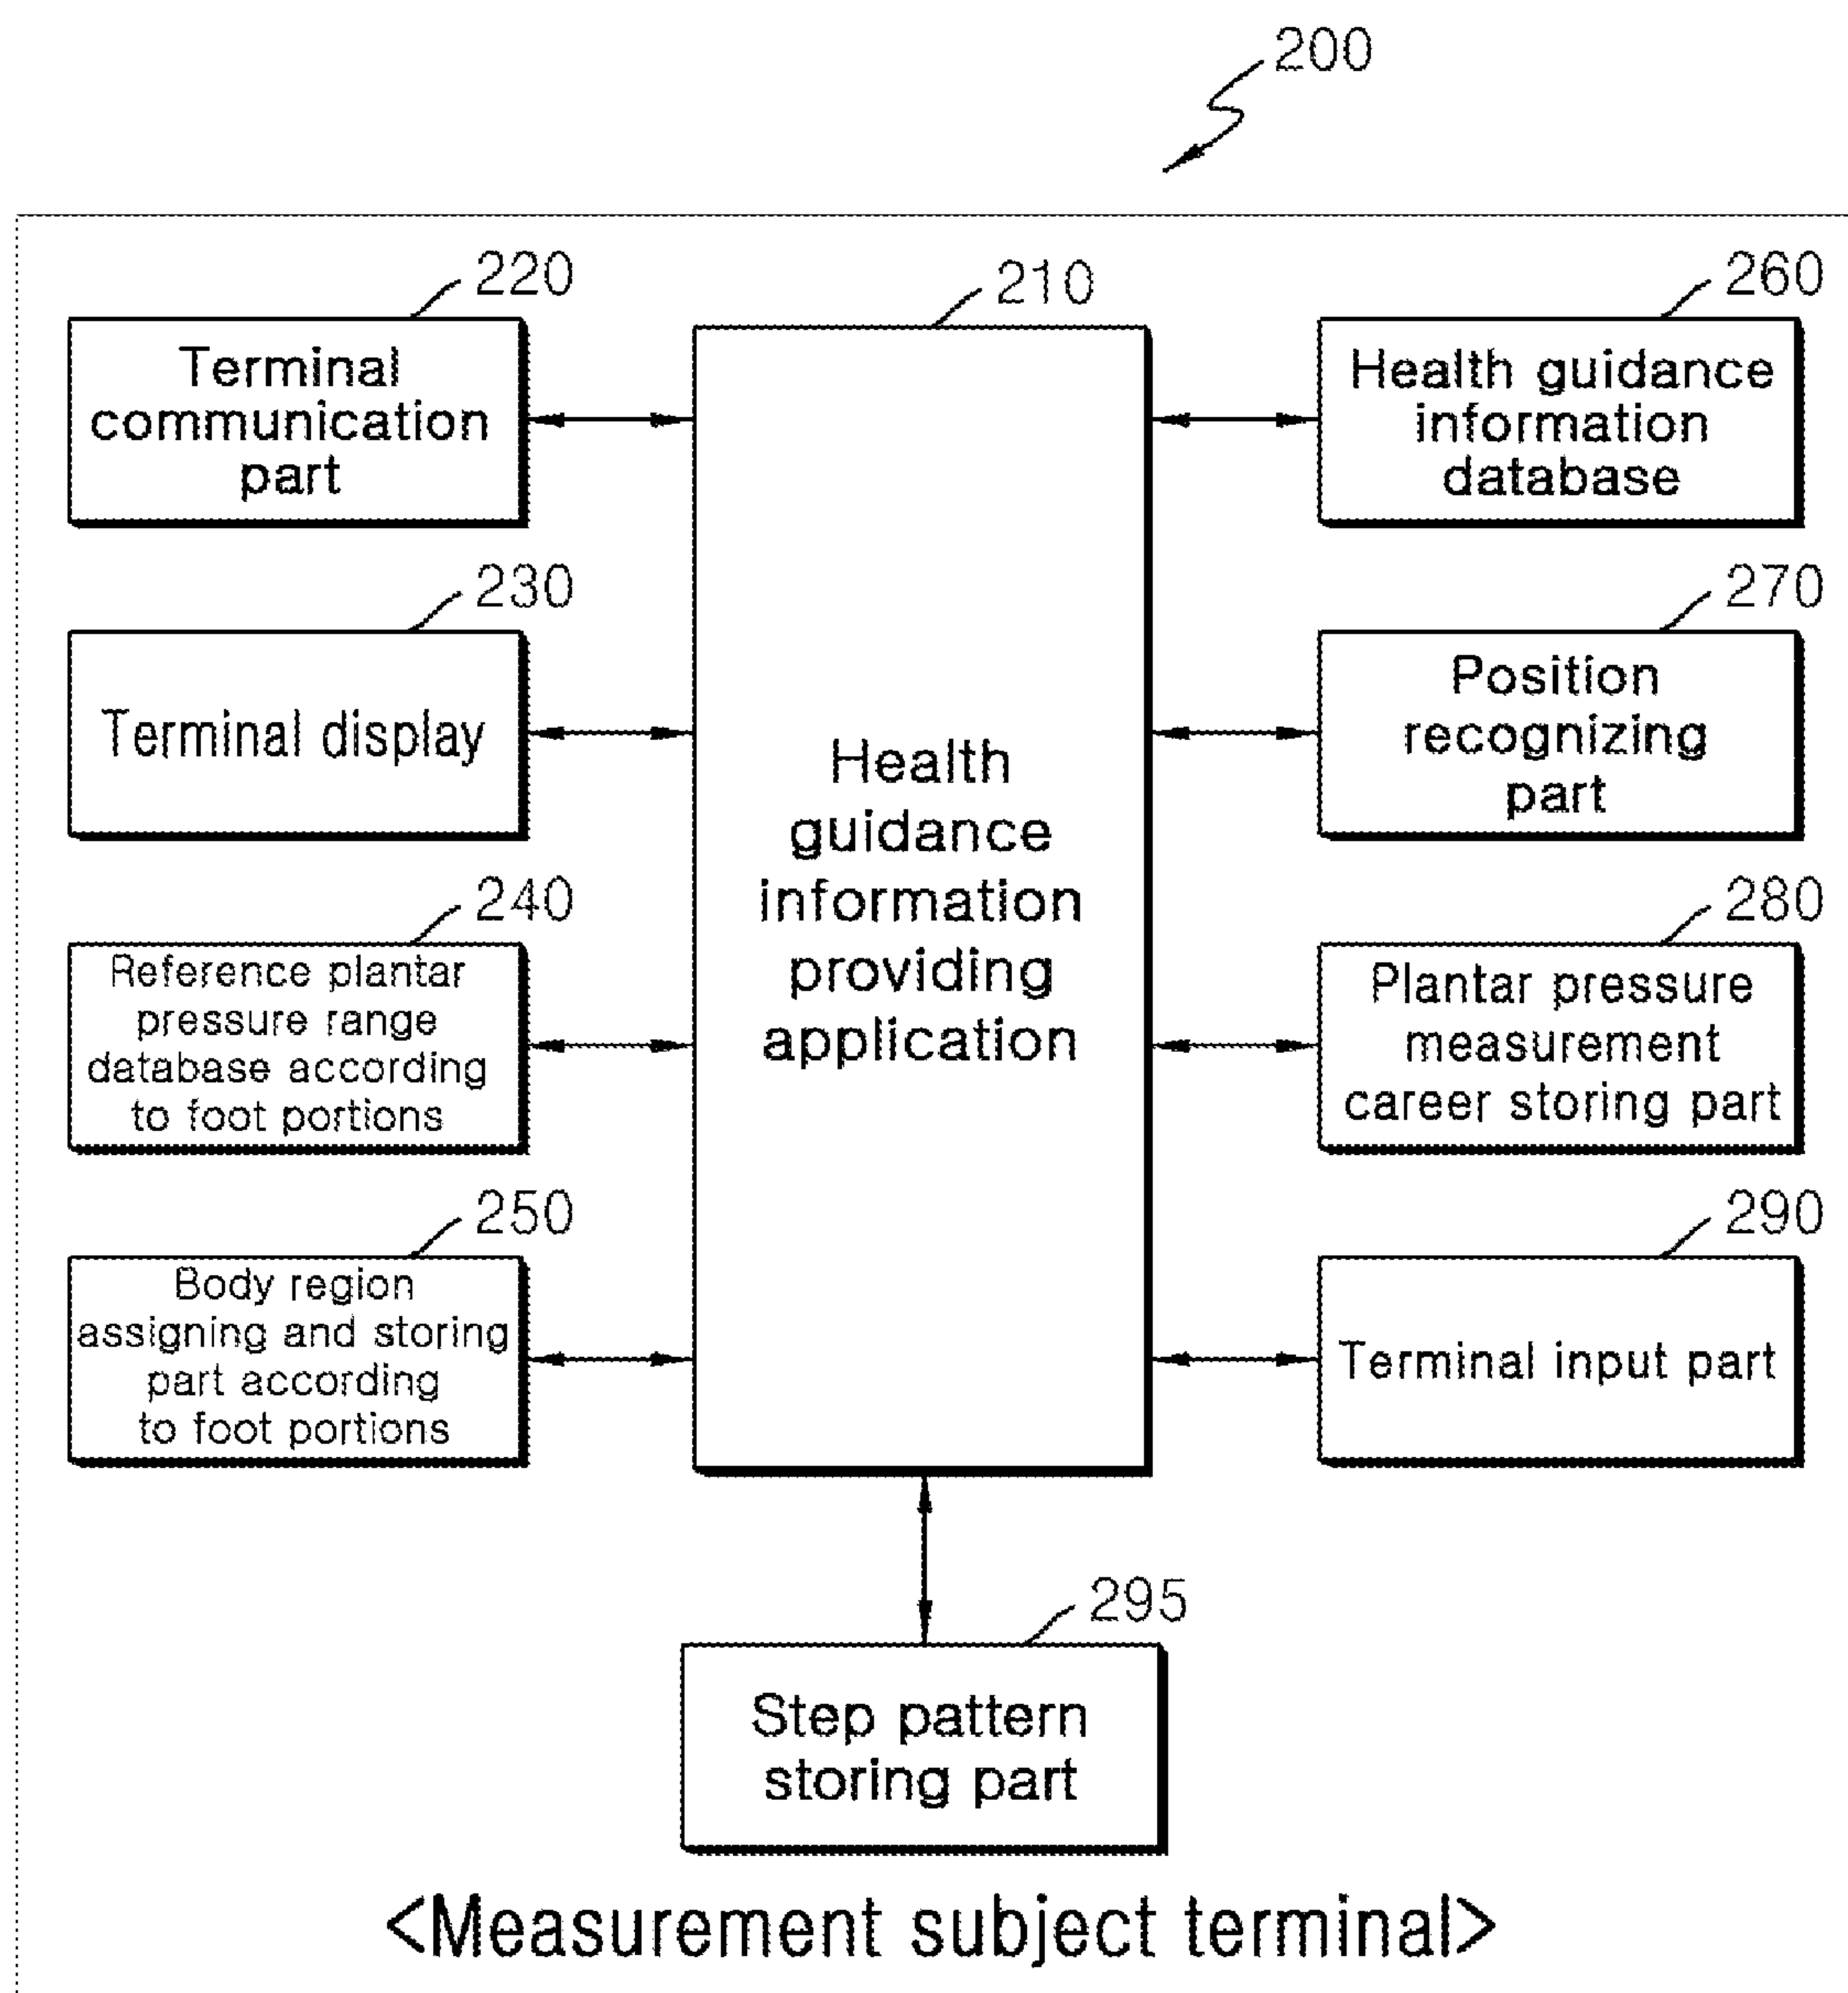 200
220
Terminal
communication
part
230
Terminal display
240
Reference plantar
pressure range
database according
to foot portions
250
Body region
assigning and storing
part according
to foot portions
210
Health
guidance
information
providing
application
260
Health guidance
information
database
270
Position
recognizing
part
280
Plantar pressure
measurement
career storing part
290
Terminal input part
295
Step pattern
storing part
<Measurement subject terminal>